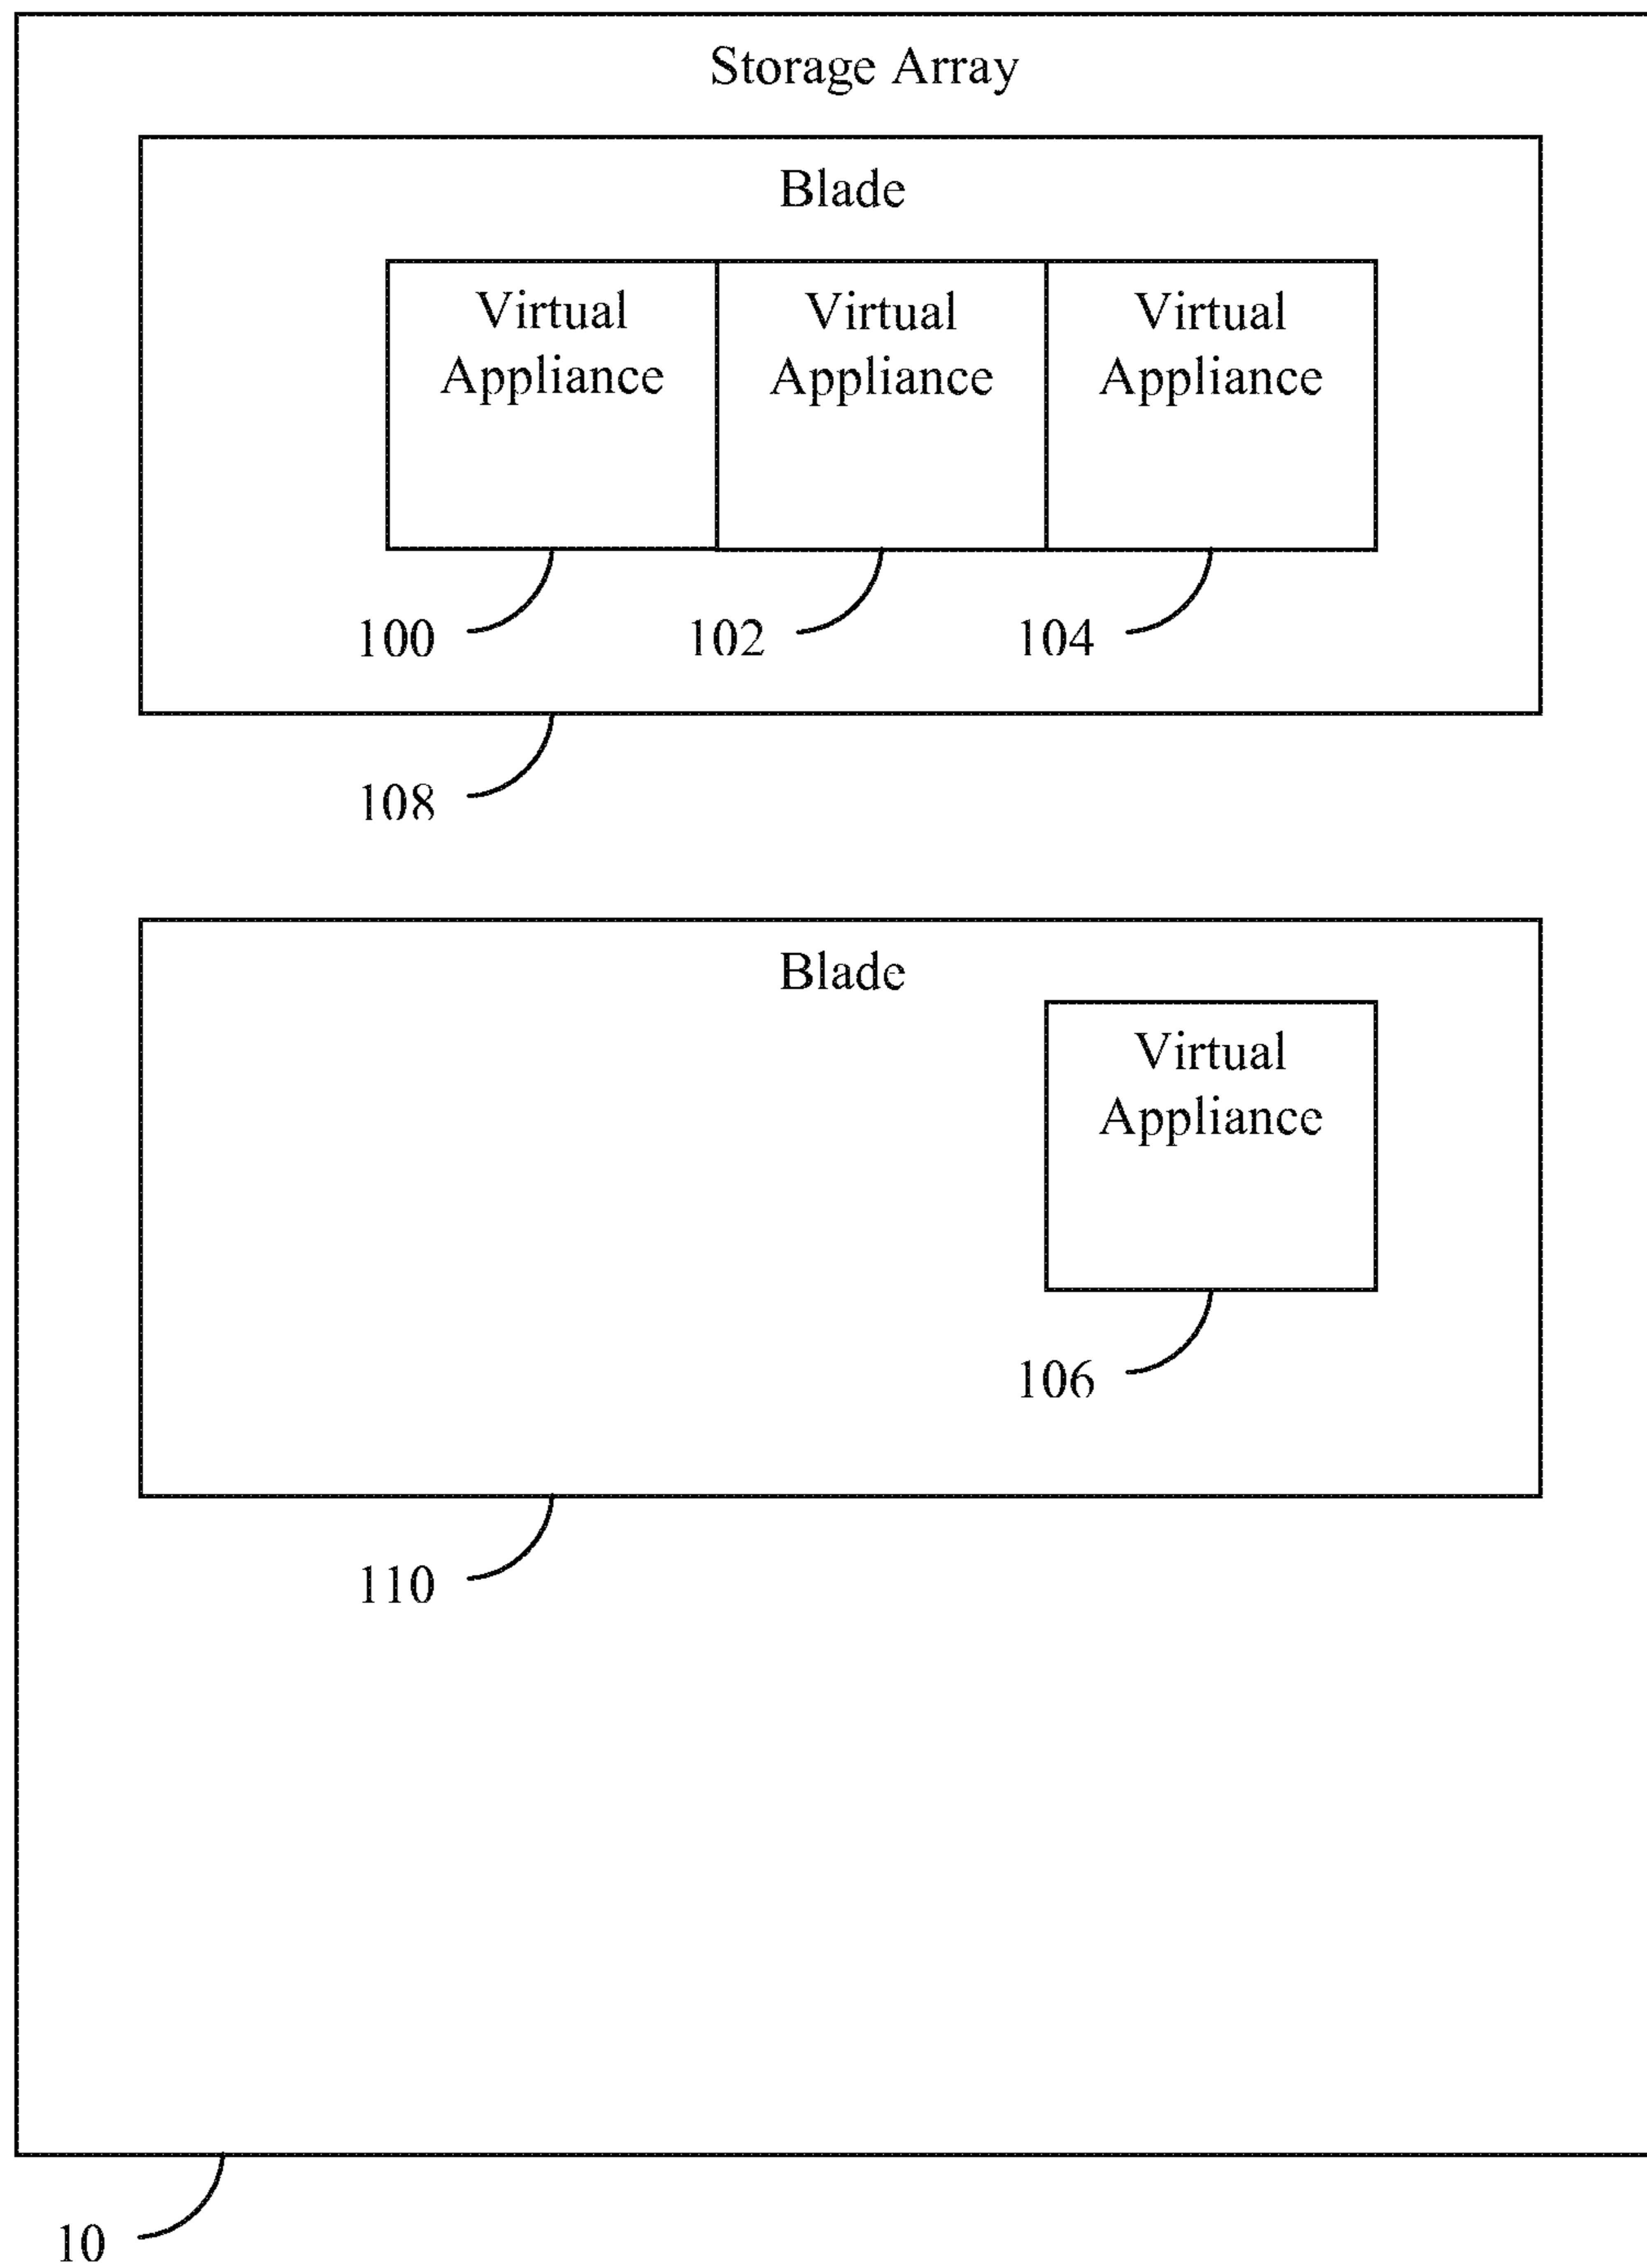 Storage Array
Blade
Virtual Virtual Virtual
Appliance Appliance Appliance
100 102 104
108
Blade
Virtual
Appliance
106
110
10